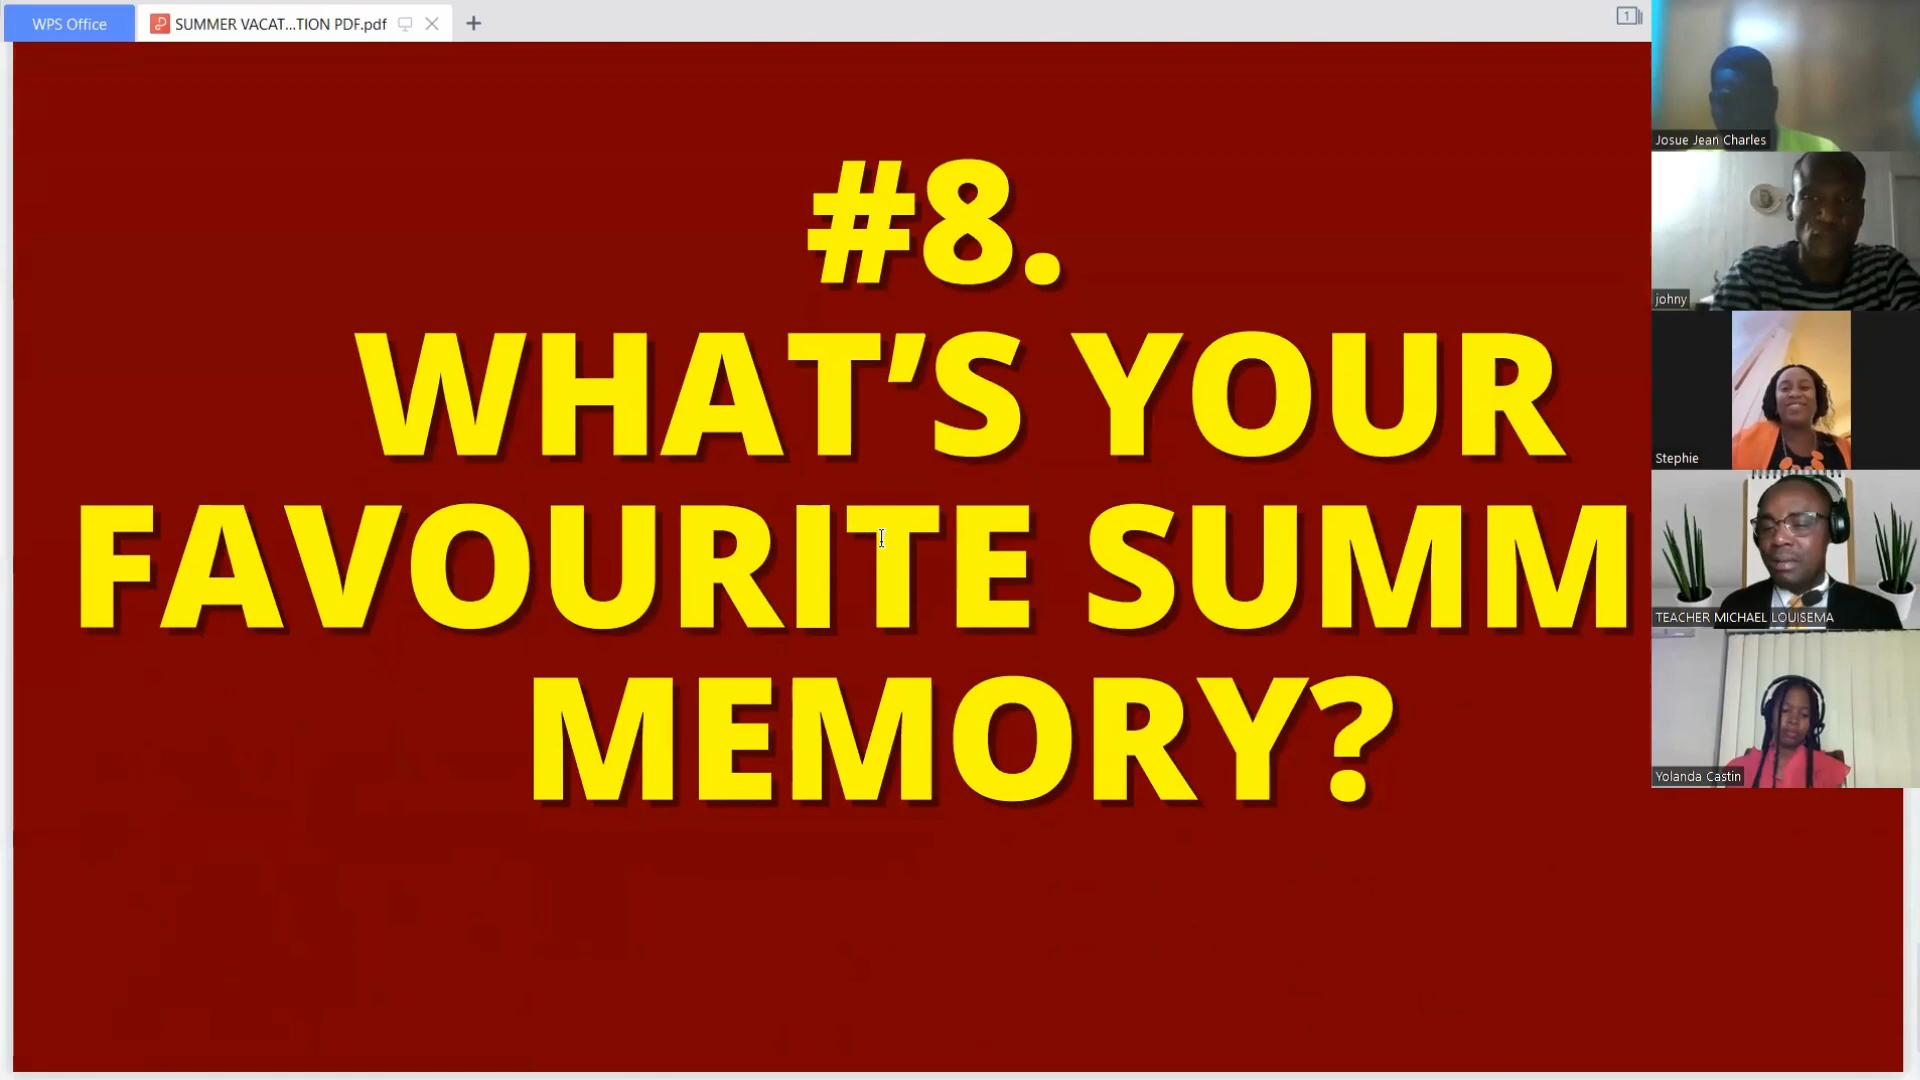 WPS Office
SUMMER VACAT...TION PDF.pdf
1
#8.
WHAT'S YOUR
FAVOURITE SUMM
MEMORY?
Josue Jean Charles
johny
Stephie
TEACHER MICHAEL LOUISEMA
Yolanda Castin